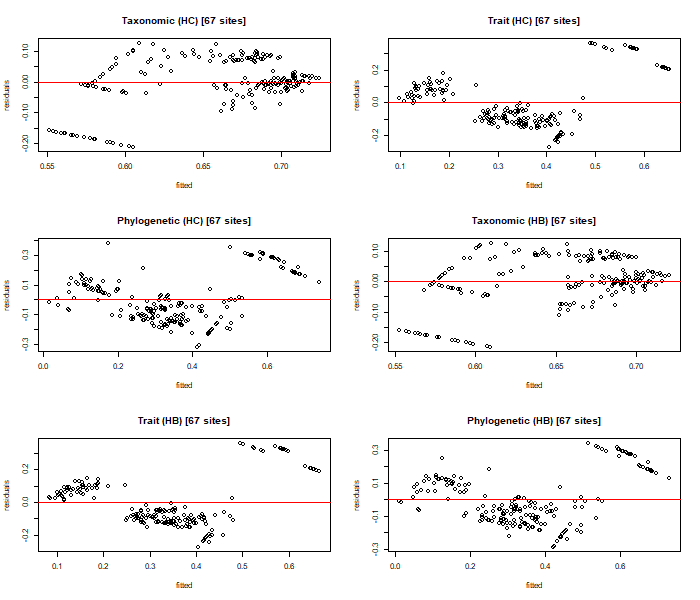 Taxonomic (HC) [67 sites]
residuals
0.10
0.00
-0.10
-0.20
0.55
0.60
0.65
0.70
fitted
Trait (HC) [67 sites]
residuals
0.2
0.0
-0.2
0.1
0.2
0.3
0.4
0.5
0.6
fitted
Phylogenetic (HC) [67 sites]
residuals
0.3
0.1
-0.1
-0.3
0.0
0.2
0.4
0.6
fitted
Taxonomic (HB) [67 sites]
residuals
0.10
0.00
-0.10
-0.20
0.55
0.60
0.65
0.70
fitted
Trait (HB) [67 sites]
residuals
0.2
0.0
-0.2
0.1
0.2
0.3
0.4
0.5
0.6
fitted
Phylogenetic (HB) [67 sites]
residuals
0.3
0.1
-0.1
-0.3
0.0
0.2
0.4
0.6
fitted